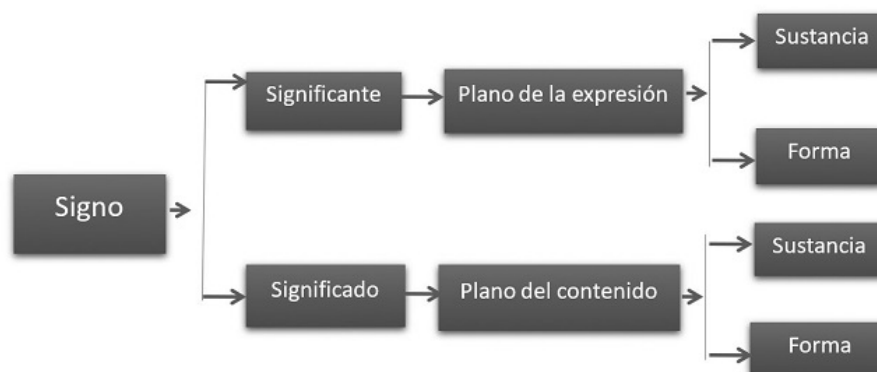 Signo
Significante
Plano de la expresión
Sustancia
Forma
Significado
Plano del contenido
Sustancia
Forma